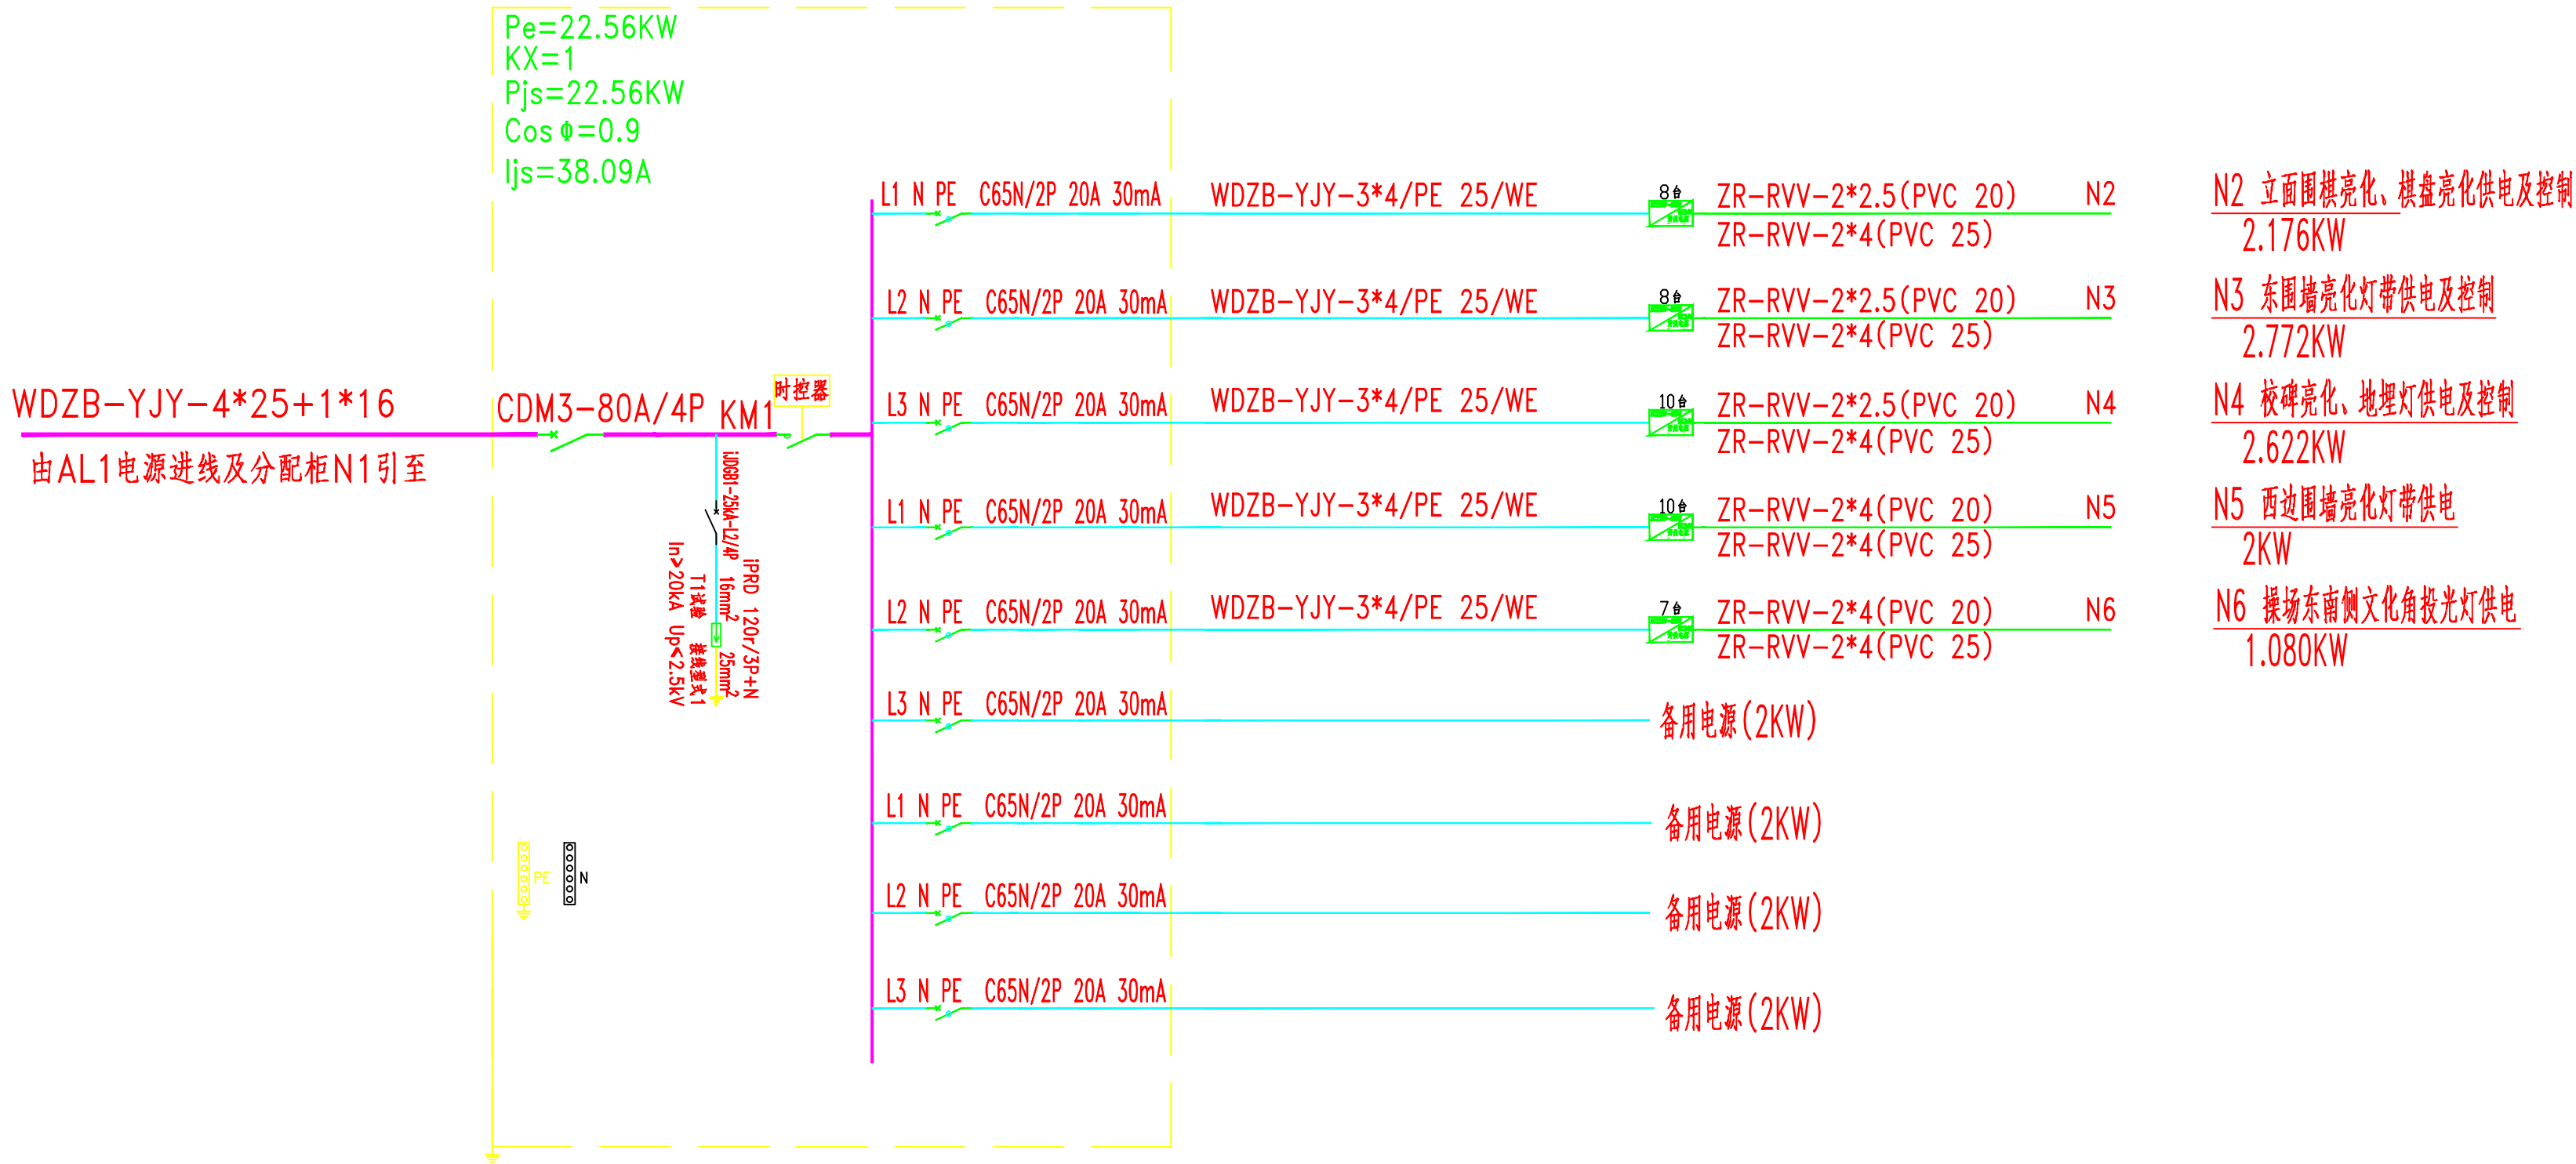 Pe=22.56KW
KX=1
Pjs=22.56KW
CosΦ=0.9
Ijs=38.09A
WDZB-YJY-4*25+1*16
由AL1电源进线及分配柜N1引至
CDM3-80A/4P KM1
时控器
iJDGB1-25kA-L2/4P
16mm² 25mm²
iPRD 120r/3P+N
T1试验 接线型式1
In>20kA Up<2.5kV
PE
N
L1 N PE C65N/2P 20A 30mA WDZB-YJY-3*4/PE 25/WE 8台 ZR-RVV-2*2.5(PVC 20) N2 N2 立面围棋亮化、棋盘亮化供电及控制
ZR-RVV-2*4(PVC 25) 2.176KW
L2 N PE C65N/2P 20A 30mA WDZB-YJY-3*4/PE 25/WE 8台 ZR-RVV-2*2.5(PVC 20) N3 N3 东围墙亮化灯带供电及控制
ZR-RVV-2*4(PVC 25) 2.772KW
L3 N PE C65N/2P 20A 30mA WDZB-YJY-3*4/PE 25/WE 10台 ZR-RVV-2*2.5(PVC 20) N4 N4 校碑亮化、地埋灯供电及控制
ZR-RVV-2*4(PVC 25) 2.622KW
L1 N PE C65N/2P 20A 30mA WDZB-YJY-3*4/PE 25/WE 10台 ZR-RVV-2*4(PVC 20) N5 N5 西边围墙亮化灯带供电
ZR-RVV-2*4(PVC 25) 2KW
L2 N PE C65N/2P 20A 30mA WDZB-YJY-3*4/PE 25/WE 7台 ZR-RVV-2*4(PVC 20) N6 N6 操场东南侧文化角投光灯供电
ZR-RVV-2*4(PVC 25) 1.080KW
L3 N PE C65N/2P 20A 30mA 备用电源(2KW)
L1 N PE C65N/2P 20A 30mA 备用电源(2KW)
L2 N PE C65N/2P 20A 30mA 备用电源(2KW)
L3 N PE C65N/2P 20A 30mA 备用电源(2KW)